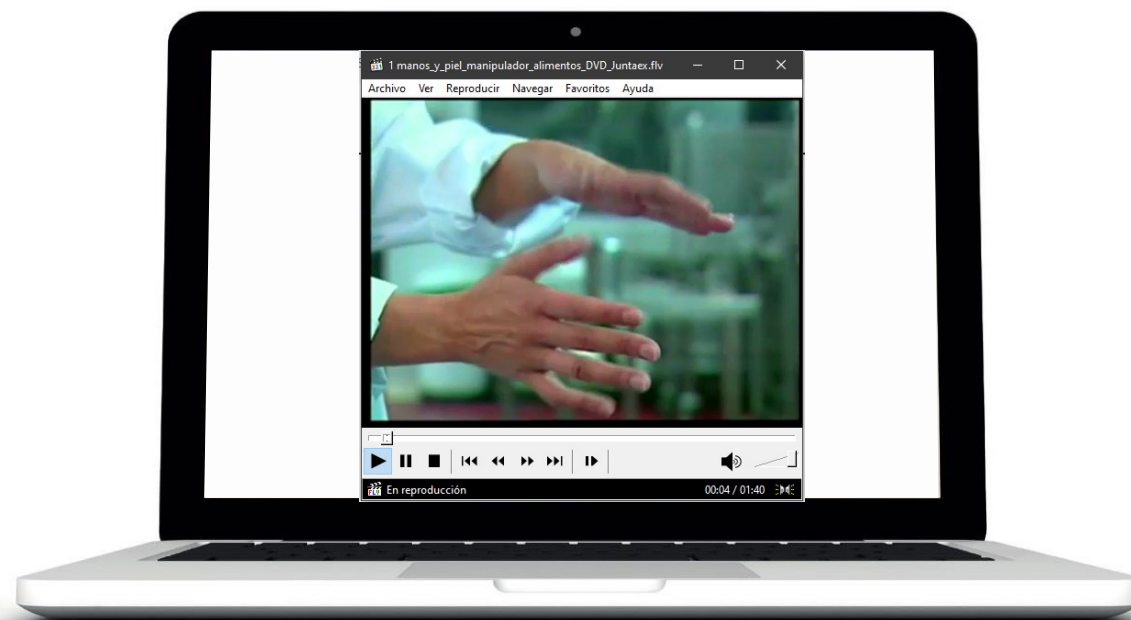 1 manos_y_piel_manipulador_alimentos_DVD_Juntaex.flv
Archivo Ver Reproducir Navegar Favoritos Ayuda
En reproducción 00:04 / 01:40